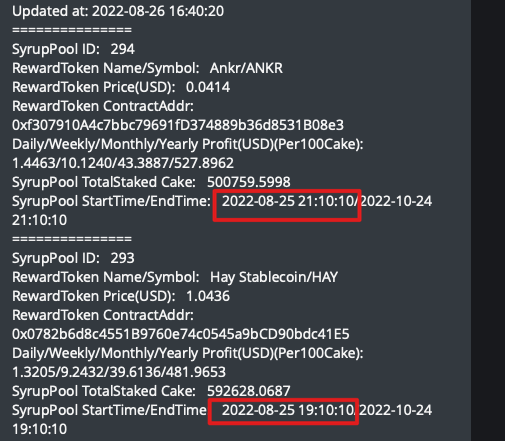 Updated at: 2022-08-26 16:40:20
===============
SyrupPool ID:   294
RewardToken Name/Symbol:   Ankr/ANKR
RewardToken Price(USD):   0.0414
RewardToken ContractAddr:
0xf307910A4c7bbc79691fD374889b36d8531B08e3
Daily/Weekly/Monthly/Yearly Profit(USD)(Per100Cake):
1.4463/10.1240/43.3887/527.8962
SyrupPool TotalStaked Cake:   500759.5998
SyrupPool StartTime/EndTime:   2022-08-25 21:10:10/2022-10-24
21:10:10
===============
SyrupPool ID:   293
RewardToken Name/Symbol:   Hay Stablecoin/HAY
RewardToken Price(USD):   1.0436
RewardToken ContractAddr:
0x0782b6d8c4551B9760e74c0545a9bCD90bdc41E5
Daily/Weekly/Monthly/Yearly Profit(USD)(Per100Cake):
1.3205/9.2432/39.6136/481.9653
SyrupPool TotalStaked Cake:   592628.0687
SyrupPool StartTime/EndTime   2022-08-25 19:10:10/2022-10-24
19:10:10